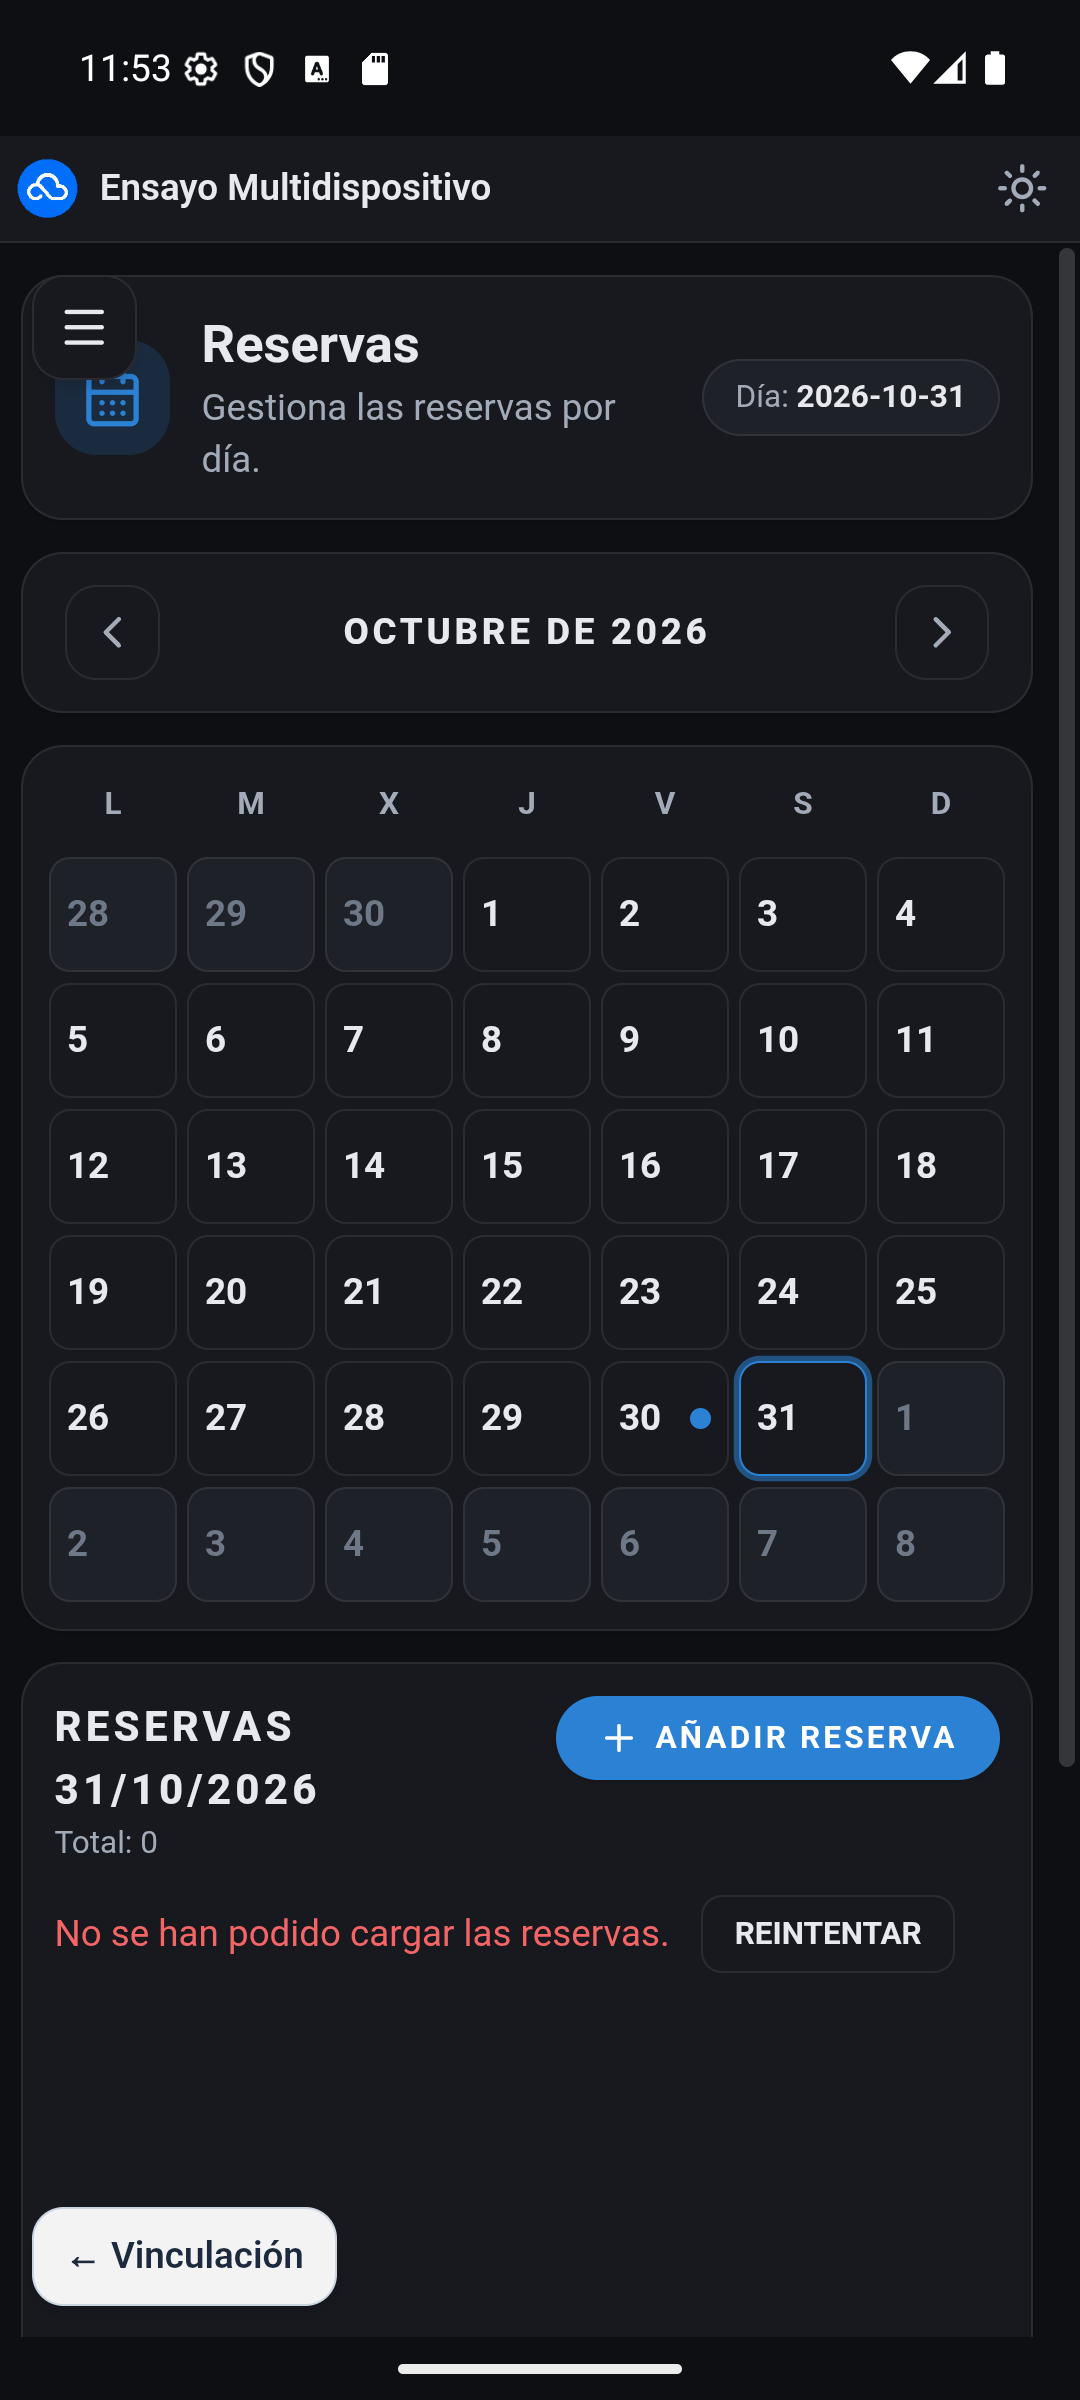 11:53
Ensayo Multidispositivo
Reservas
Gestiona las reservas por
día.
Día: 2026-10-31
OCTUBRE DE 2026
L M X J V S D
28 29 30 1 2 3 4
5 6 7 8 9 10 11
12 13 14 15 16 17 18
19 20 21 22 23 24 25
26 27 28 29 30 31 1
2 3 4 5 6 7 8
RESERVAS
31/10/2026
Total: 0
AÑADIR RESERVA
No se han podido cargar las reservas.
REINTENTAR
← Vinculación